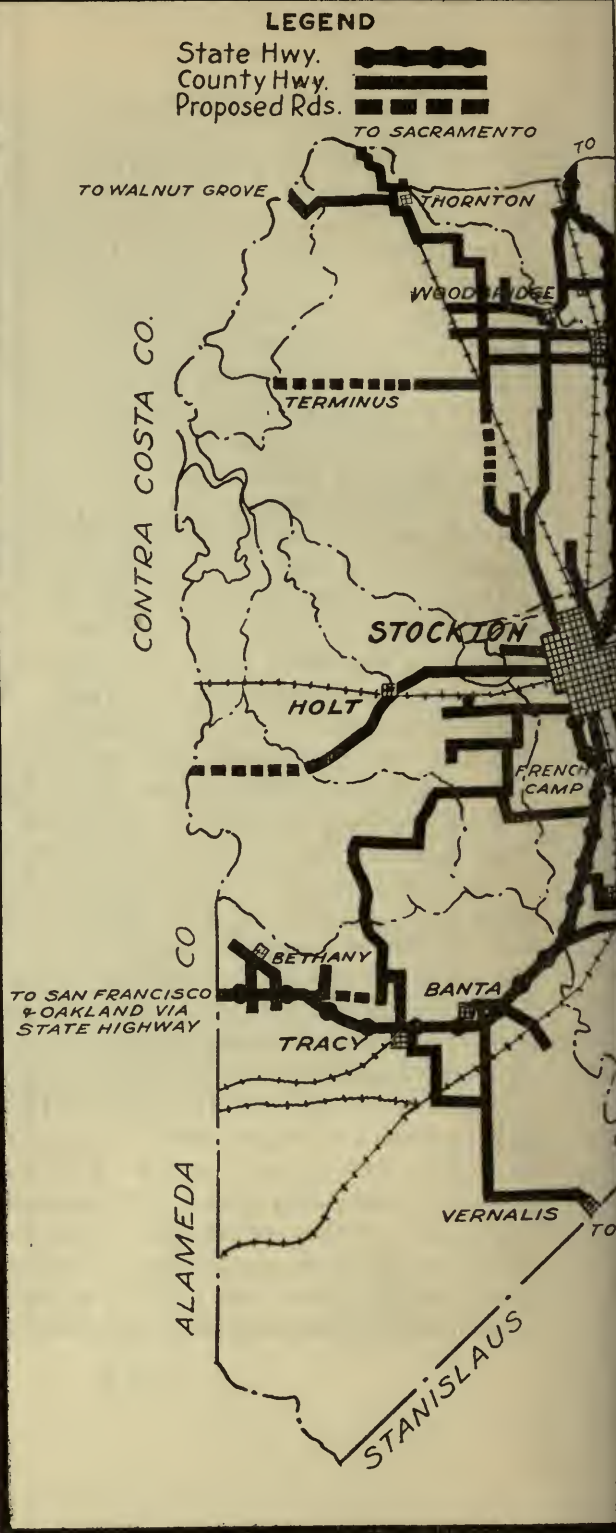 LEGEND
State Hwy.
County Hwy.
Proposed Rds.
TO SACRAMENTO
TO
TO WALNUT GROVE
THORNTON
WOODBRIDGE
CONTRA COSTA CO.
TERMINUS
STOCKTON
HOLT
FRENCH
CAMP
CO
BETHANY
TO SAN FRANCISCO
& OAKLAND VIA
STATE HIGHWAY
BANTA
TRACY
ALAMEDA
VERNALIS
TO
STANISLAUS